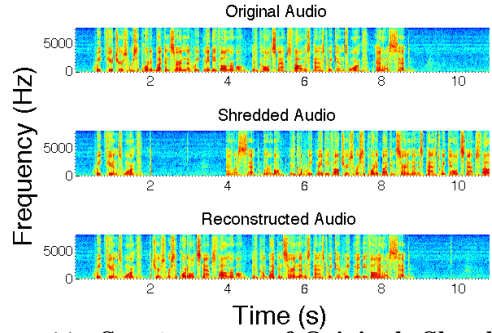 Original Audio
5000
0
2 4 6 8 10
Shredded Audio
5000
0
2 4 6 8 10
Reconstructed Audio
5000
0
2 4 6 8 10
Frequency (Hz)
Time (s)